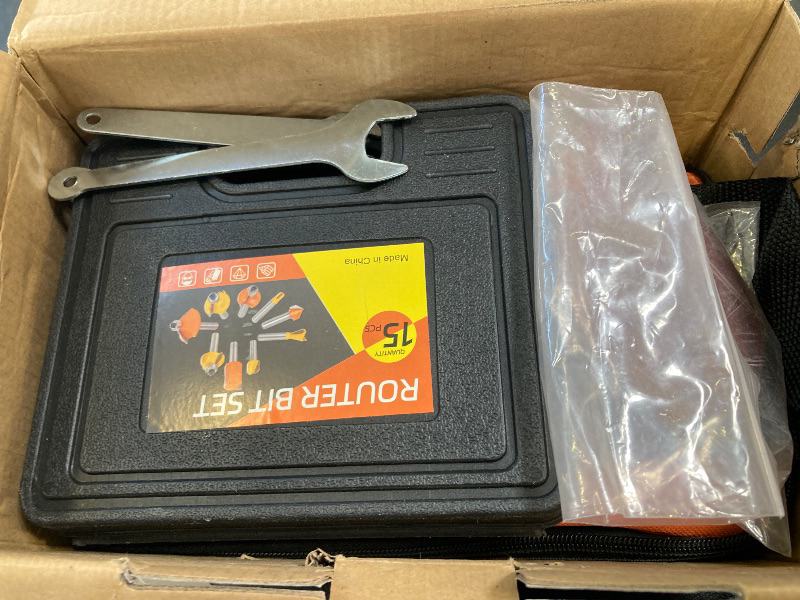 ROUTER BIT SET
QUANTITY
15 PCS
Made in China